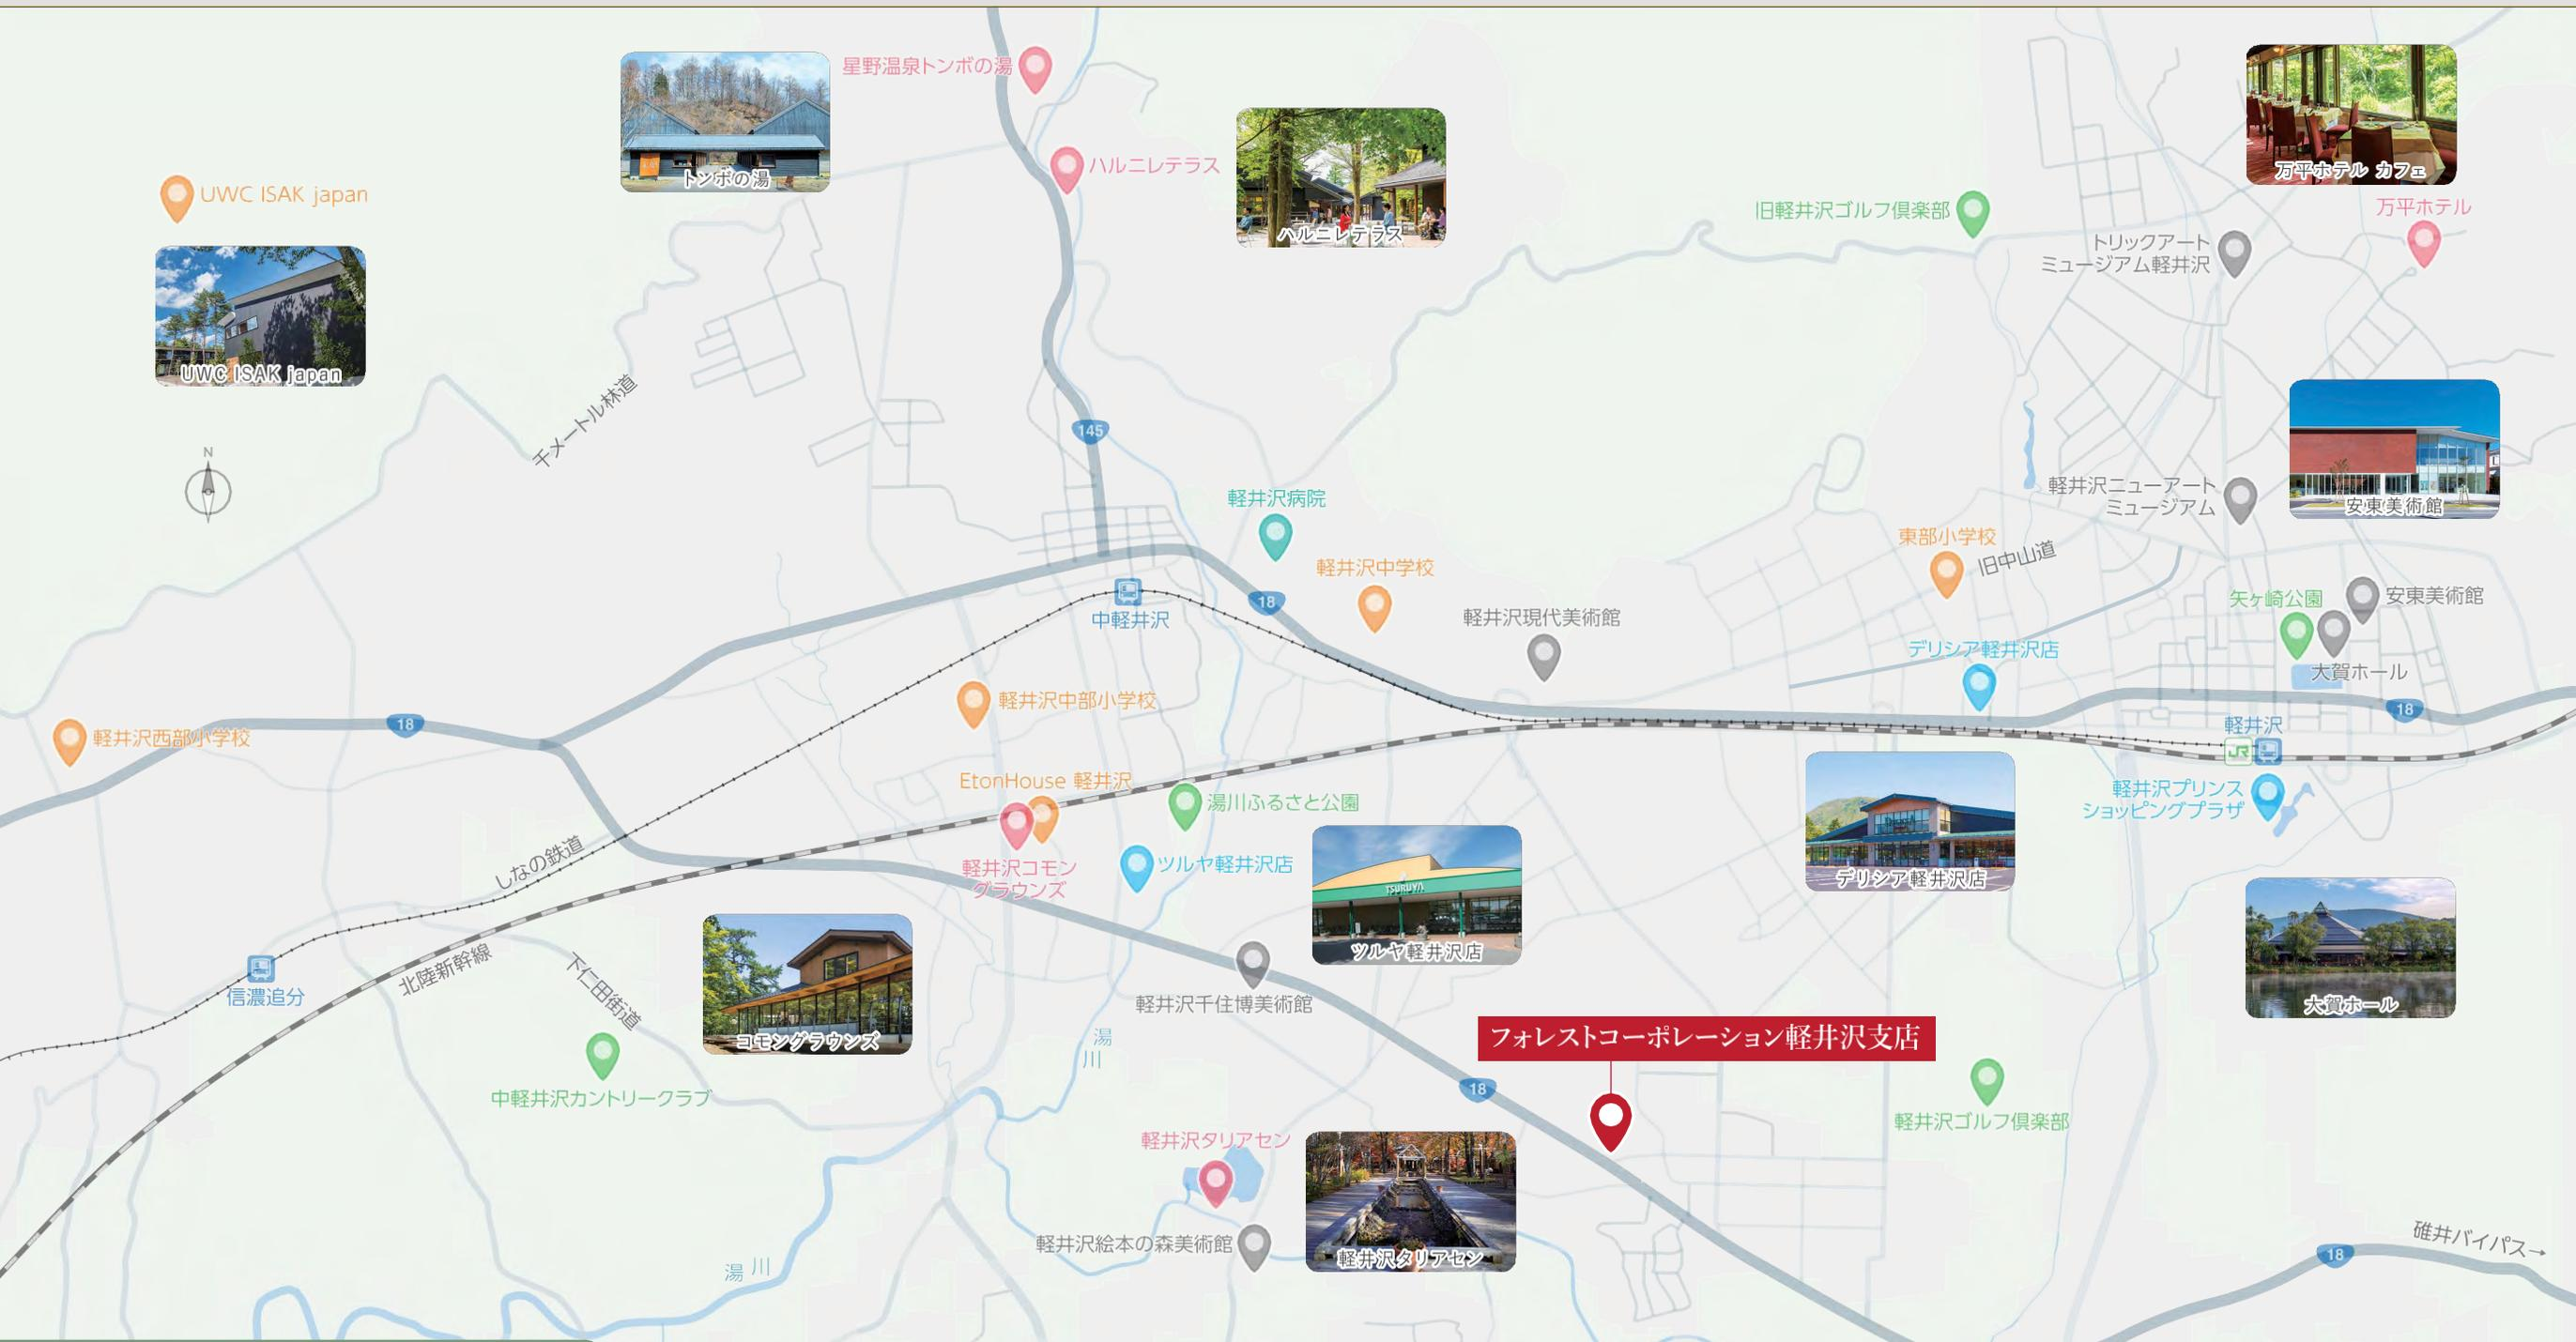 星野温泉トンボの湯
トンボの湯
ハルニレテラス
ハルニレテラス
万平ホテル カフェ
万平ホテル
UWC ISAK japan
UWC ISAK japan
旧軽井沢ゴルフ倶楽部
トリックアート
ミュージアム軽井沢
千メートル林道
N
145
安東美術館
軽井沢ニューアート
ミュージアム
軽井沢病院
軽井沢中学校
東部小学校
旧中山道
18
中軽井沢
軽井沢現代美術館
矢ヶ崎公園
安東美術館
大賀ホール
デリシア軽井沢店
軽井沢中部小学校
軽井沢西部小学校
18
18
軽井沢
JR
EtonHouse 軽井沢
湯川ふるさと公園
軽井沢プリンス
ショッピングプラザ
しなの鉄道
軽井沢コモン
グラウンズ
ツルヤ軽井沢店
TSURUYA
ツルヤ軽井沢店
デリシア軽井沢店
北陸新幹線
下仁田街道
信濃追分
コモングラウンズ
軽井沢千住博美術館
大賀ホール
湯川
フォレストコーポレーション軽井沢支店
18
中軽井沢カントリークラブ
軽井沢ゴルフ倶楽部
軽井沢タリアセン
軽井沢絵本の森美術館
軽井沢タリアセン
湯川
18
碓井バイパス→